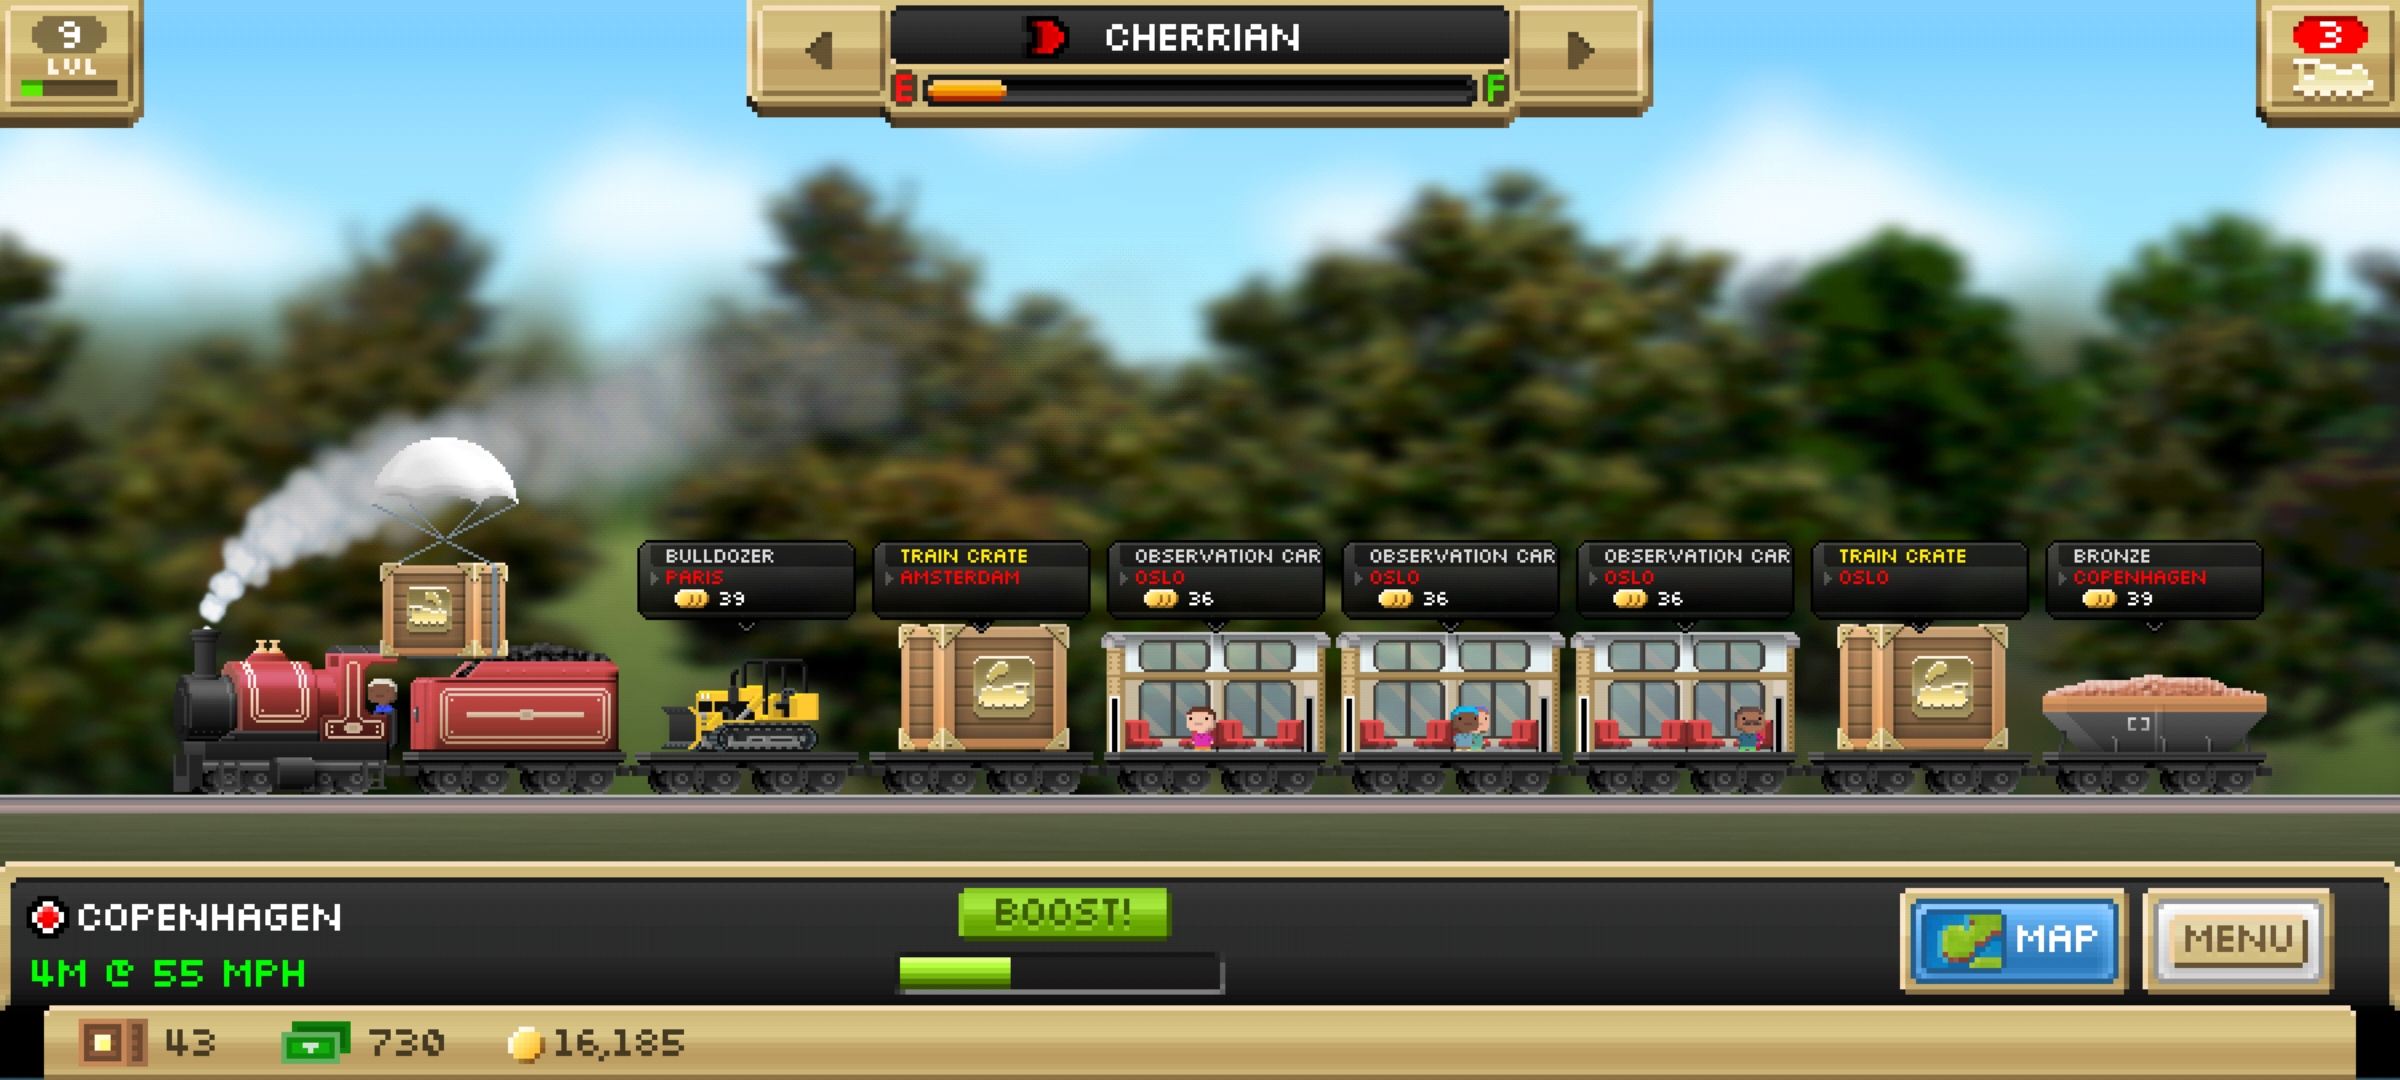 9
LVL
CHERRIAN
E F
3
BULLDOZER
PARIS
39
TRAIN CRATE
AMSTERDAM
OBSERVATION CAR
OSLO
36
OBSERVATION CAR
OSLO
36
OBSERVATION CAR
OSLO
36
TRAIN CRATE
OSLO
BRONZE
COPENHAGEN
39
COPENHAGEN
4M @ 55 MPH
BOOST!
MAP
MENU
43
730
16,185